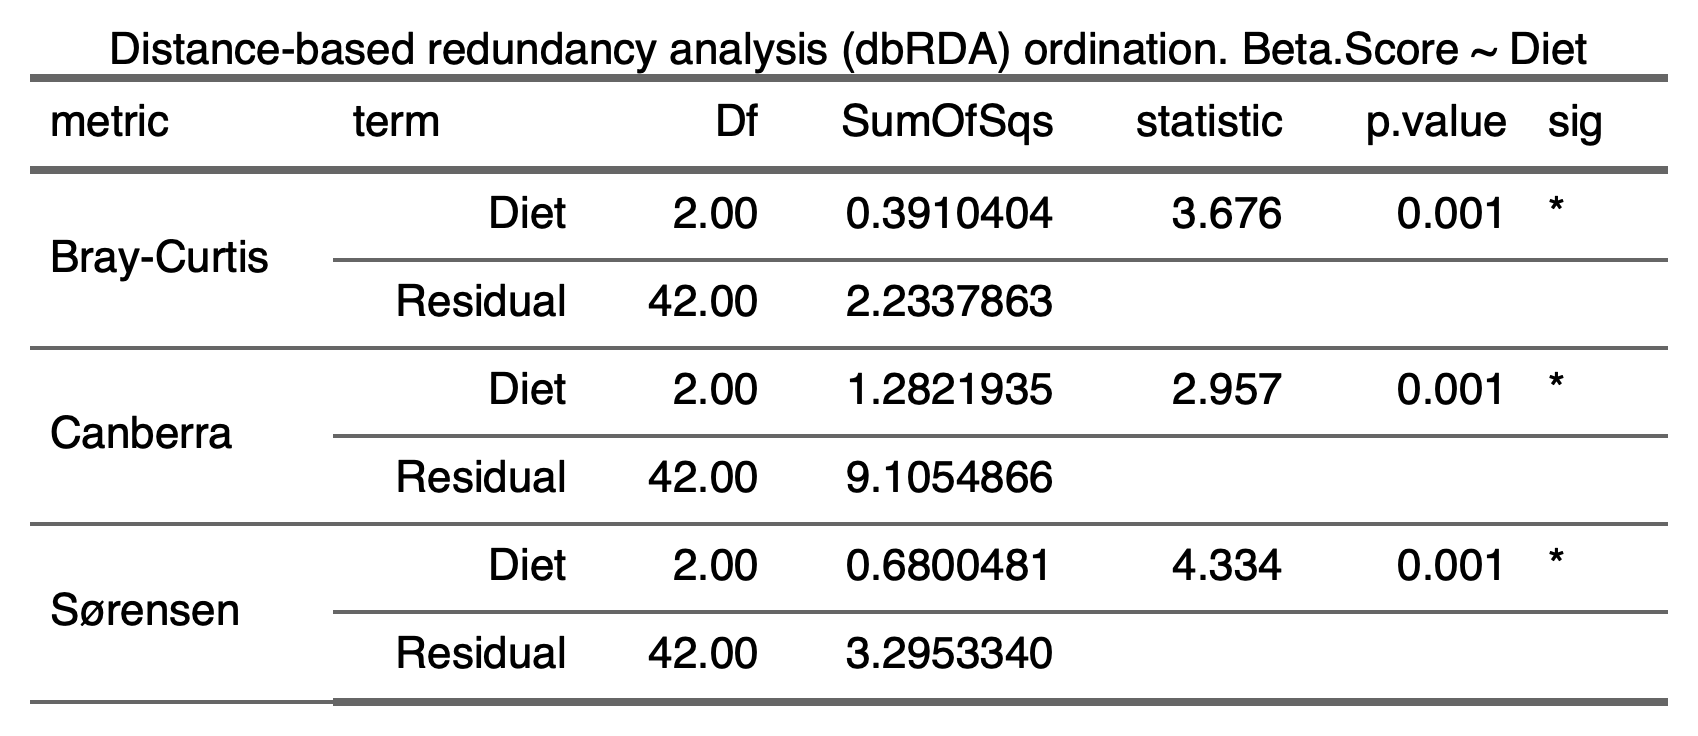 Distance-based redundancy analysis (dbRDA) ordination. Beta.Score ~ Diet
metric term Df SumOfSqs statistic p.value sig
Bray-Curtis
Diet 2.00 0.3910404 3.676 0.001 *
Residual 42.00 2.2337863
Canberra
Diet 2.00 1.2821935 2.957 0.001 *
Residual 42.00 9.1054866
Sørensen
Diet 2.00 0.6800481 4.334 0.001 *
Residual 42.00 3.2953340